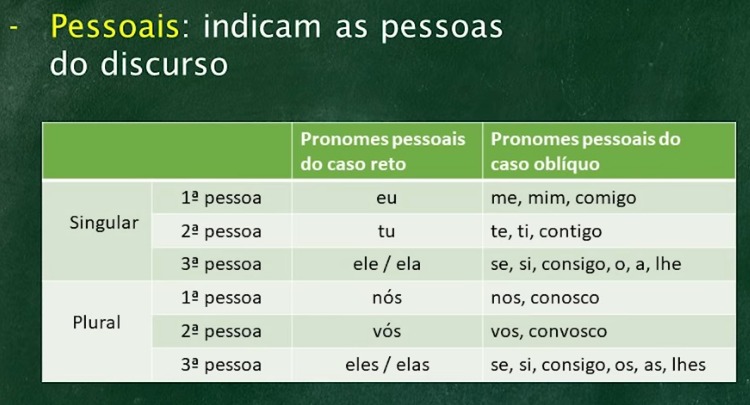 - Pessoais: indicam as pessoas
do discurso
Pronomes pessoais do caso reto
Pronomes pessoais do caso oblíquo
Singular
1ª pessoa eu me, mim, comigo
2ª pessoa tu te, ti, contigo
3ª pessoa ele / ela se, si, consigo, o, a, lhe
Plural
1ª pessoa nós nos, conosco
2ª pessoa vós vos, convosco
3ª pessoa eles / elas se, si, consigo, os, as, lhes